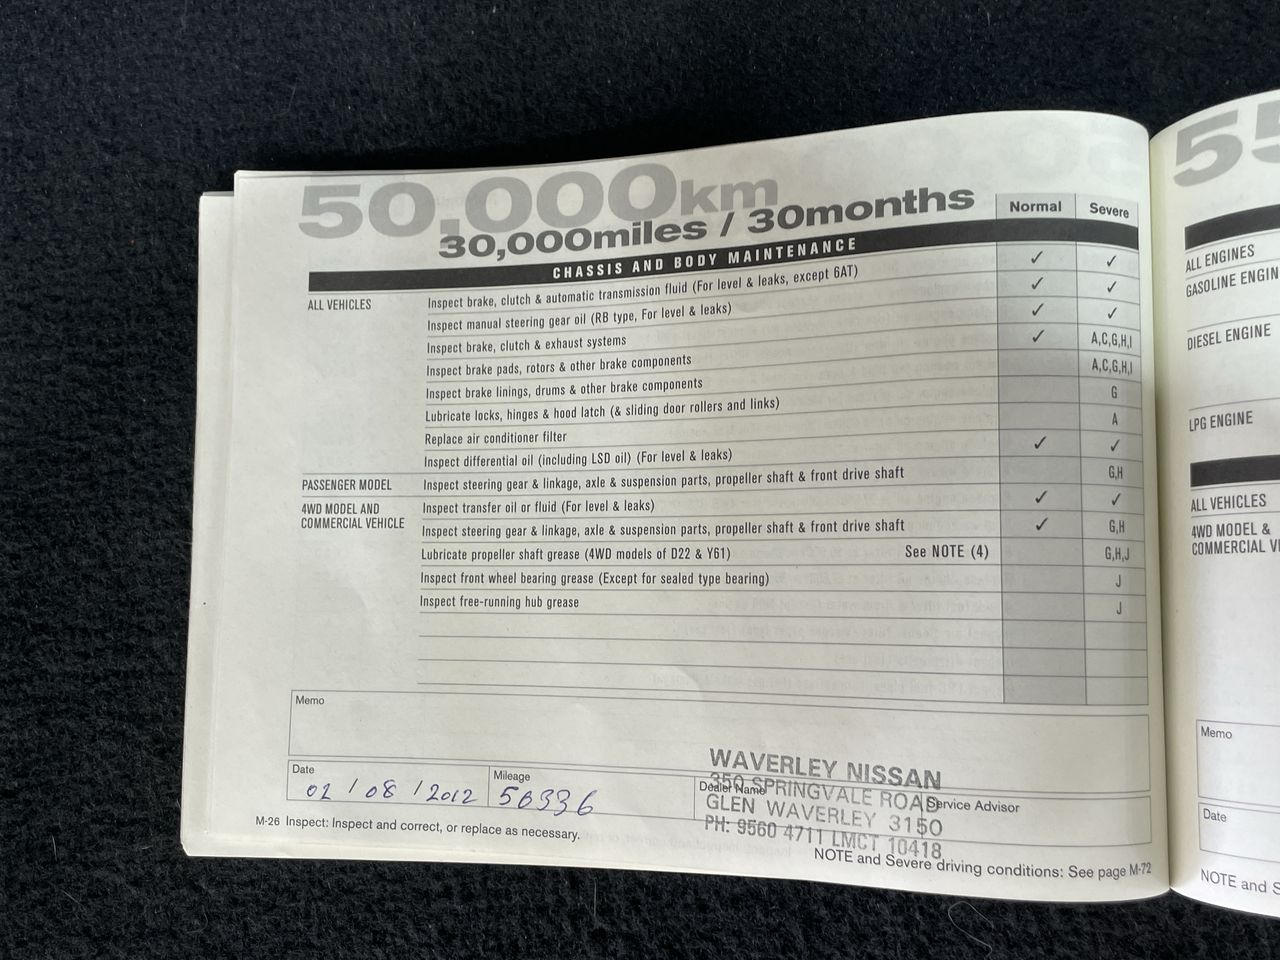 50,000km
30,000miles / 30months
Normal Severe
CHASSIS AND BODY MAINTENANCE
ALL VEHICLES Inspect brake, clutch & automatic transmission fluid (For level & leaks, except 6AT) ✓ ✓
Inspect manual steering gear oil (RB type, For level & leaks) ✓ ✓
Inspect brake, clutch & exhaust systems ✓ ✓
Inspect brake pads, rotors & other brake components ✓ A,C,G,H,I
Inspect brake linings, drums & other brake components A,C,G,H,I
Lubricate locks, hinges & hood latch (& sliding door rollers and links) G
Replace air conditioner filter A
Inspect differential oil (including LSD oil) (For level & leaks) ✓ ✓
PASSENGER MODEL Inspect steering gear & linkage, axle & suspension parts, propeller shaft & front drive shaft G,H
4WD MODEL AND
COMMERCIAL VEHICLE
Inspect transfer oil or fluid (For level & leaks) ✓ ✓
Inspect steering gear & linkage, axle & suspension parts, propeller shaft & front drive shaft ✓ G,H
Lubricate propeller shaft grease (4WD models of D22 & Y61) See NOTE (4) G,H,J
Inspect front wheel bearing grease (Except for sealed type bearing) J
Inspect free-running hub grease J
Memo
Date
02 / 08 / 2012
Mileage
50336
Dealer Name
Service Advisor
WAVERLEY NISSAN
350 SPRINGVALE ROAD
GLEN WAVERLEY 3150
PH: 9560 4711 LMCT 10418
M-26 Inspect: Inspect and correct, or replace as necessary.
NOTE and Severe driving conditions: See page M-72
55
ALL ENGINES
GASOLINE ENGIN
DIESEL ENGINE
LPG ENGINE
ALL VEHICLES
4WD MODEL &
COMMERCIAL VE
Memo
Date
NOTE and S